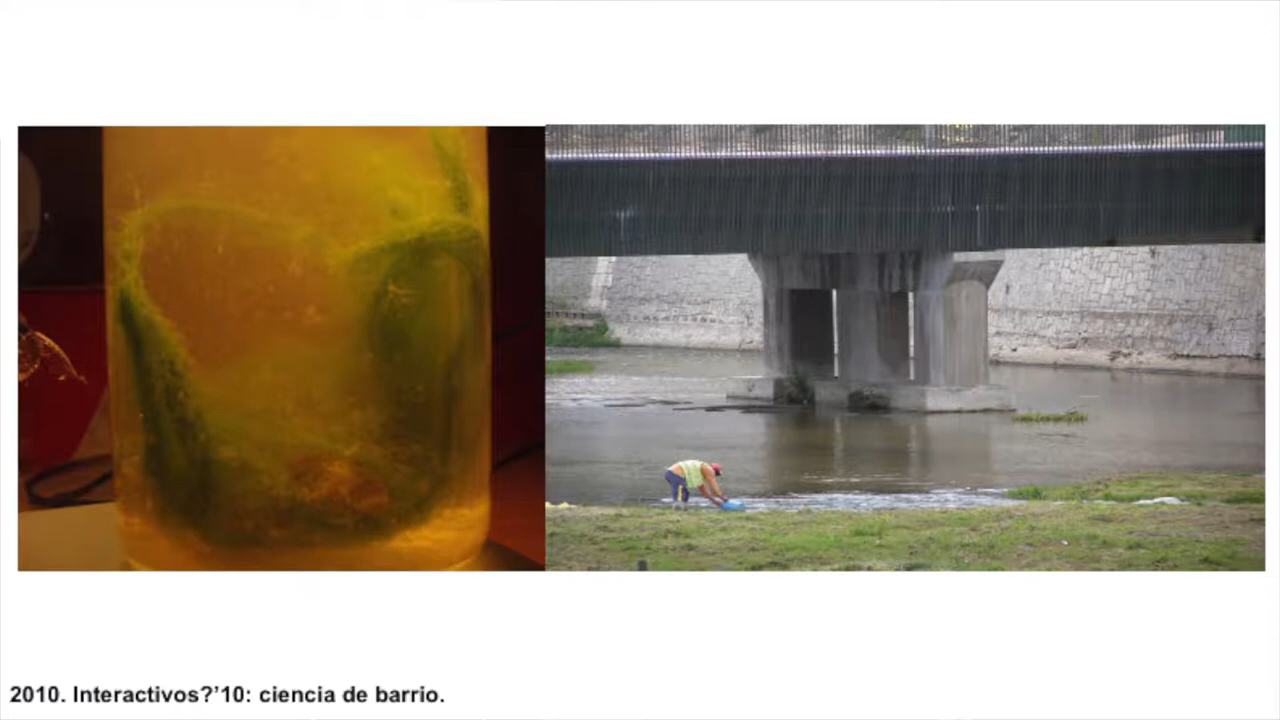 2010. Interactivos?’10: ciencia de barrio.